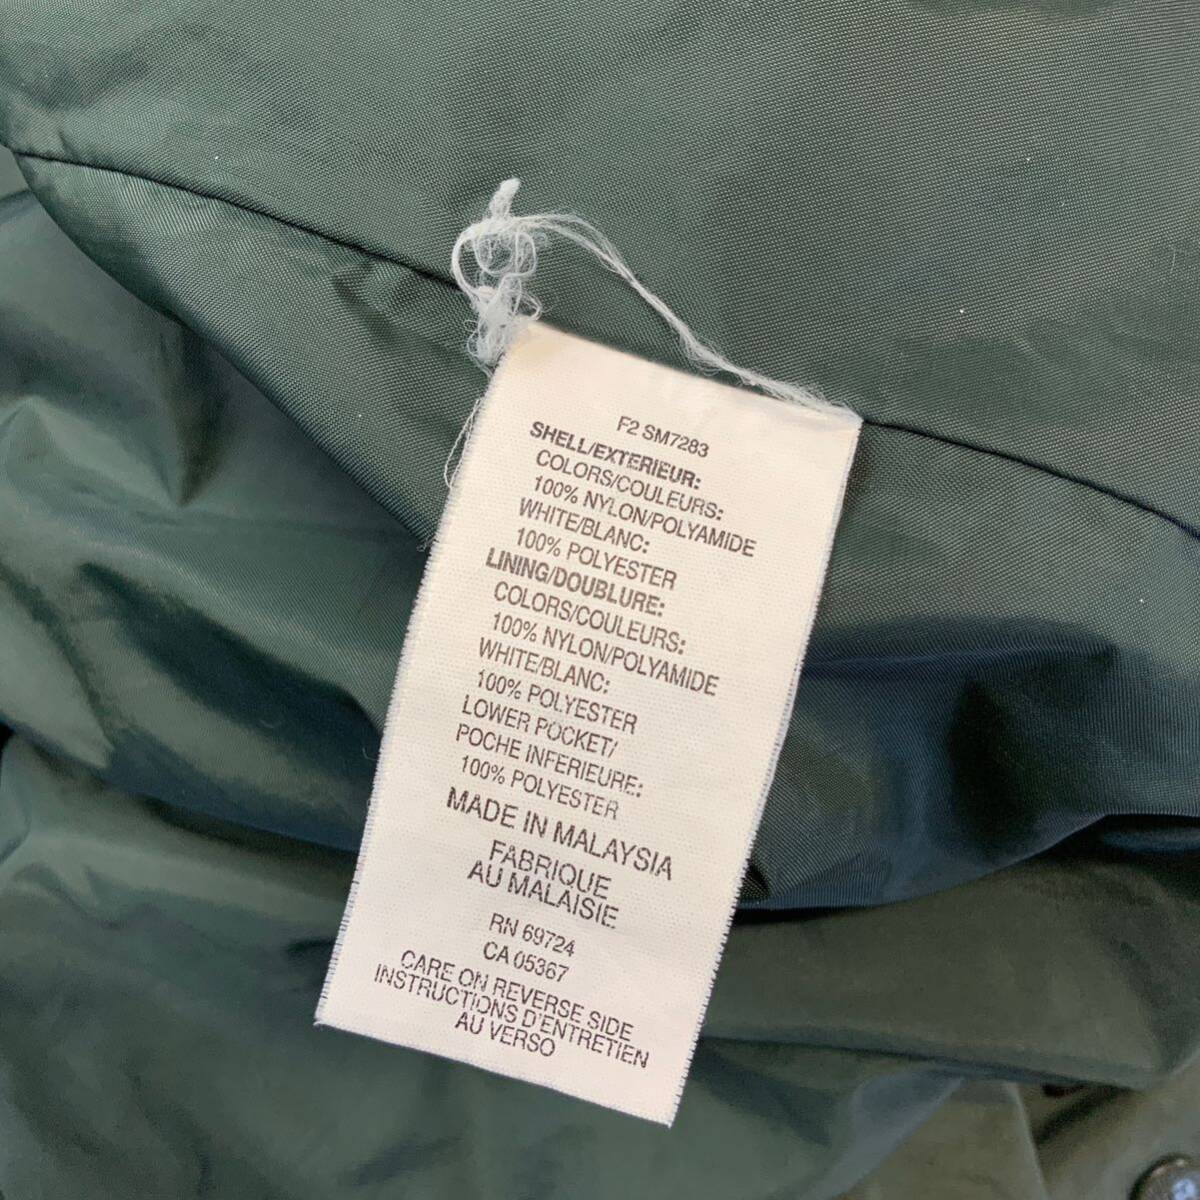 F2 SM7283
SHELL/EXTERIEUR:
COLORS/COULEURS:
100% NYLON/POLYAMIDE
WHITE/BLANC:
100% POLYESTER
LINING/DOUBLURE:
COLORS/COULEURS:
100% NYLON/POLYAMIDE
WHITE/BLANC:
100% POLYESTER
LOWER POCKET/
POCHE INFERIEURE:
100% POLYESTER
MADE IN MALAYSIA
FABRIQUE
AU MALAISIE
RN 69724
CA 05367
CARE ON REVERSE SIDE
INSTRUCTIONS D'ENTRETIEN
AU VERSO